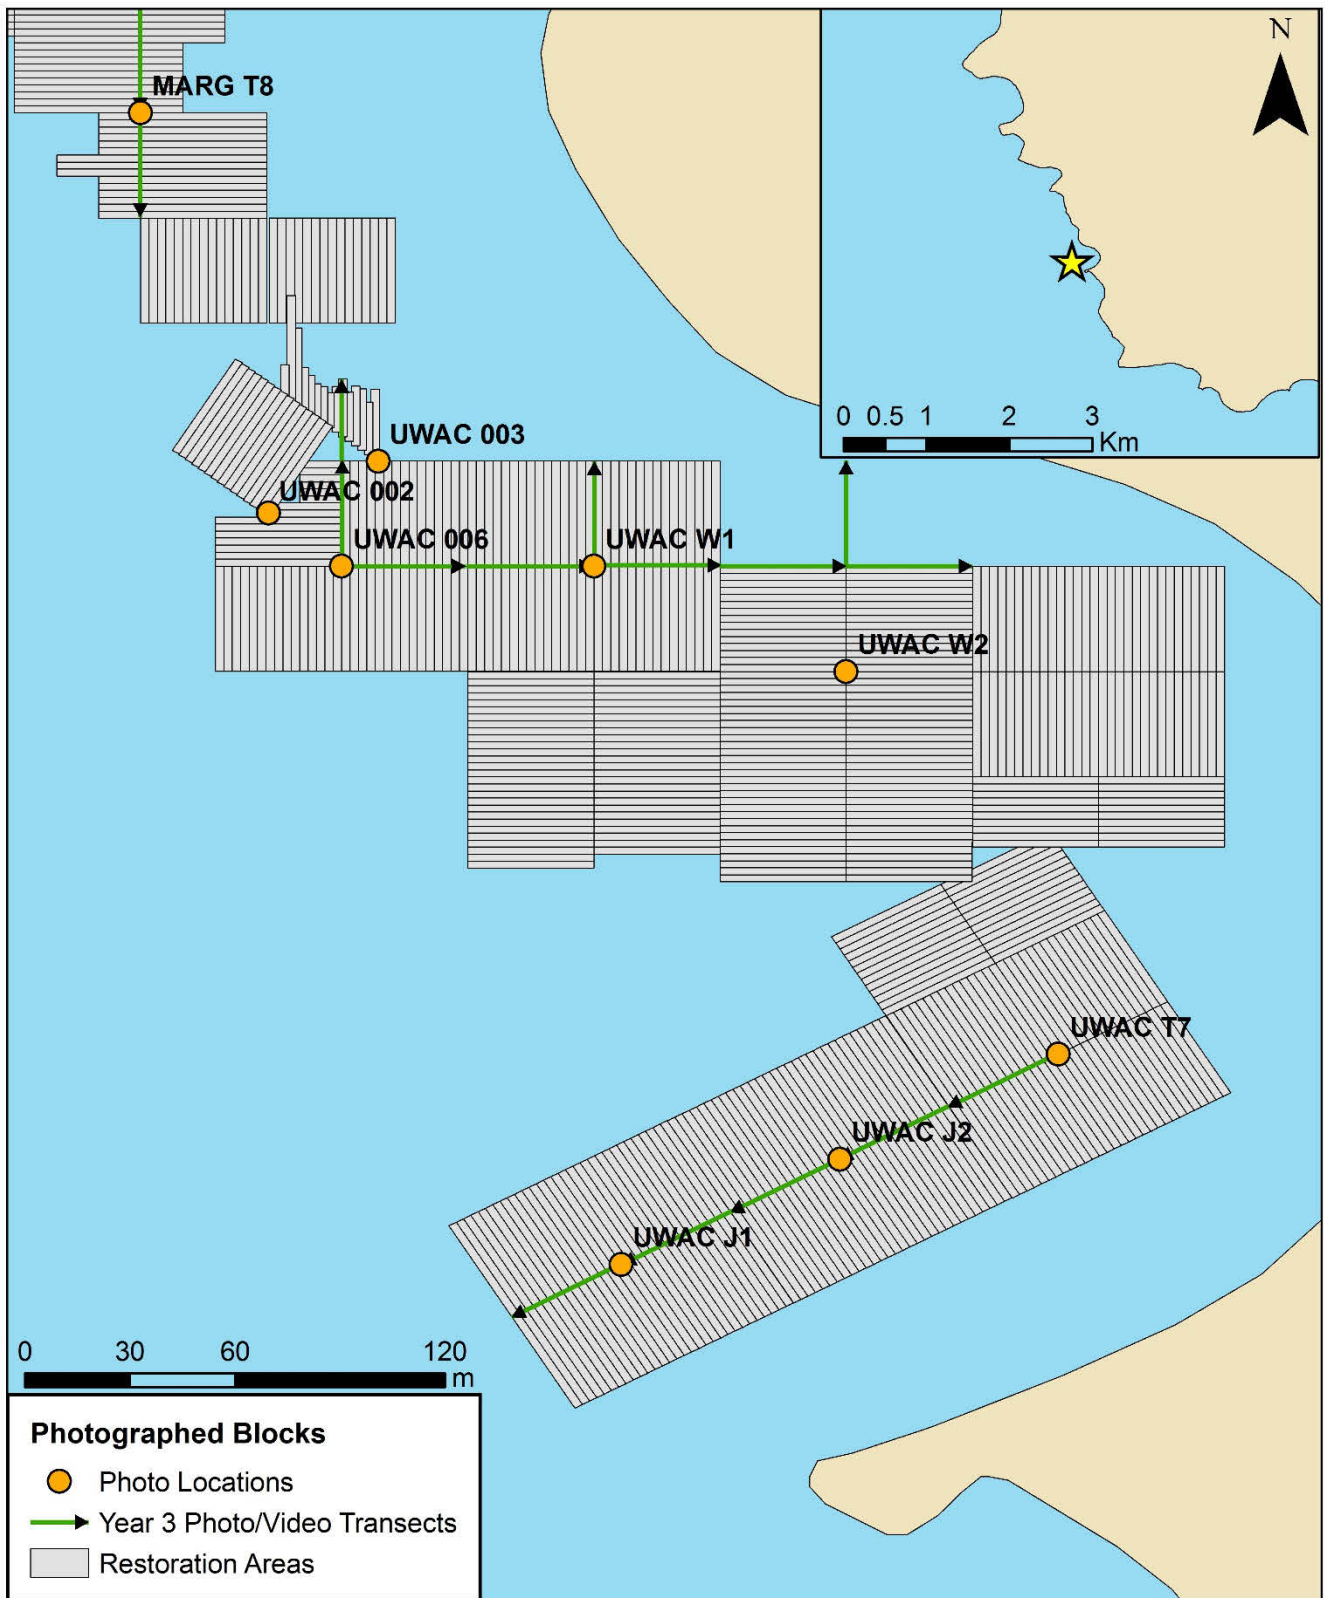 MARG T8
N
0 0.5 1 2 3
Km
UWAC 003
UWAC 002
UWAC 006
UWAC W1
UWAC W2
UWAC T7
UWAC J2
UWAC J1
0 30 60 120
m
Photographed Blocks
Photo Locations
Year 3 Photo/Video Transects
Restoration Areas